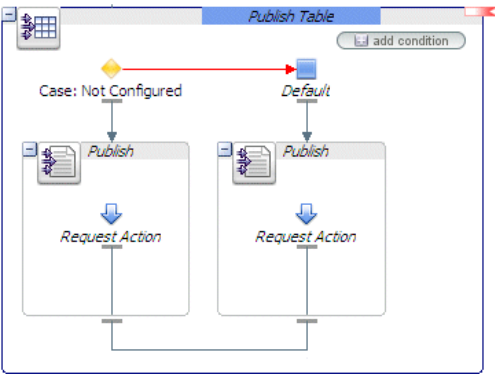 Publish Table
add condition
Case: Not Configured
Default
Publish
Publish
Request Action
Request Action